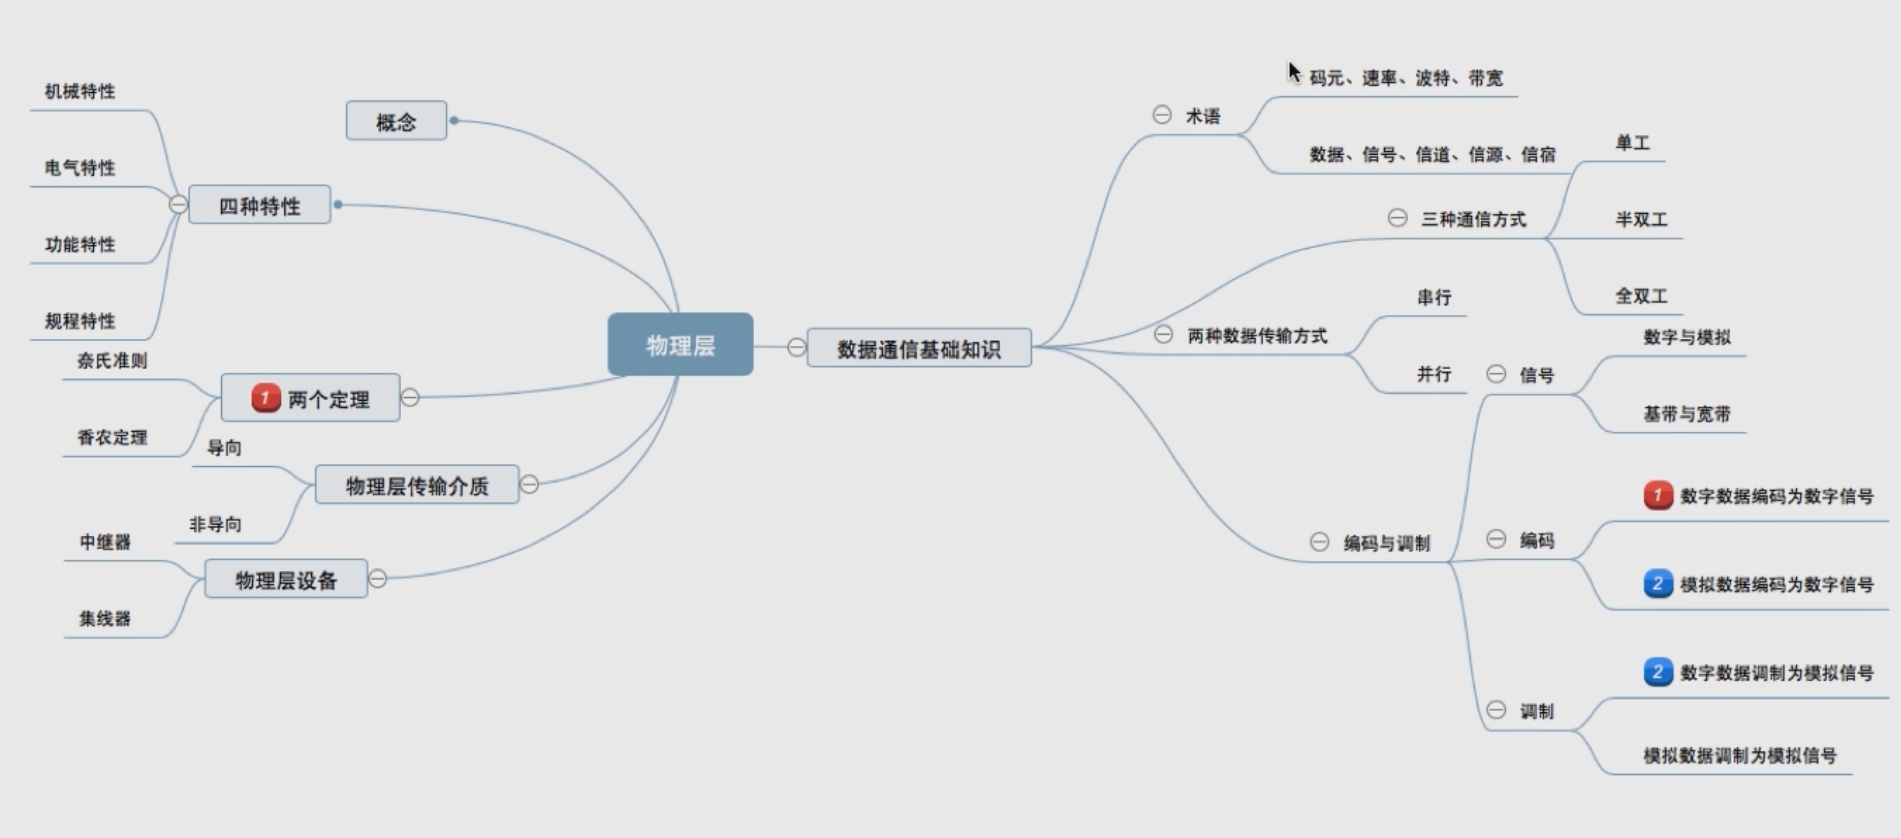 物理层
概念
四种特性
机械特性
电气特性
功能特性
规程特性
1 两个定理
奈氏准则
香农定理
物理层传输介质
导向
非导向
物理层设备
中继器
集线器
数据通信基础知识
术语
码元、速率、波特、带宽
数据、信号、信道、信源、信宿
三种通信方式
单工
半双工
全双工
两种数据传输方式
串行
并行
编码与调制
信号
数字与模拟
基带与宽带
编码
1 数字数据编码为数字信号
2 模拟数据编码为数字信号
调制
2 数字数据调制为模拟信号
模拟数据调制为模拟信号